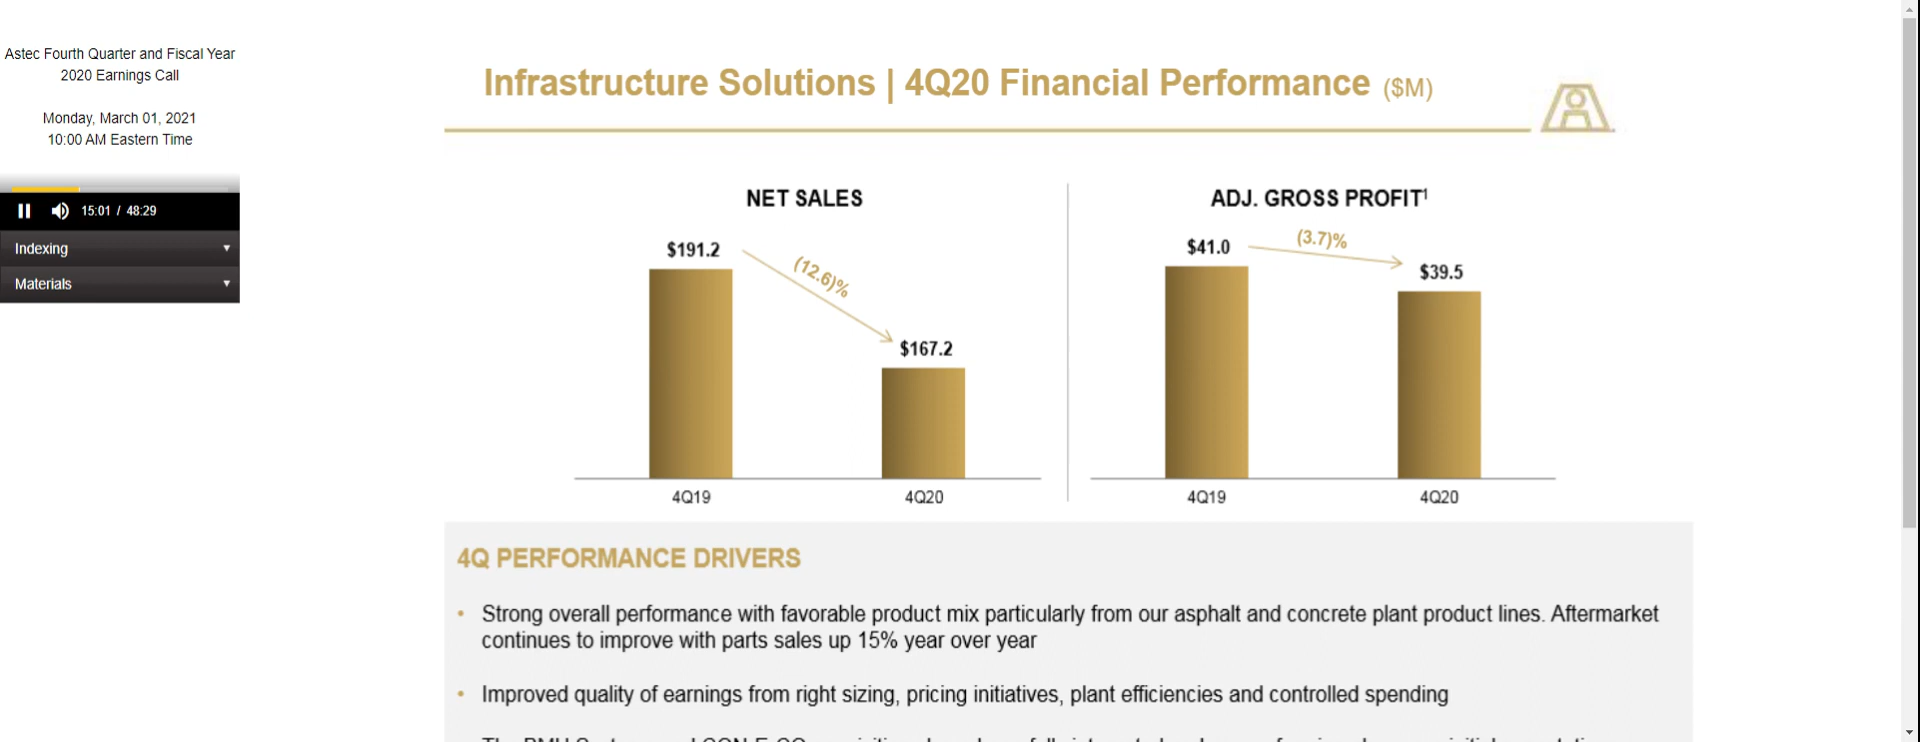 Astec Fourth Quarter and Fiscal Year
2020 Earnings Call
Monday, March 01, 2021
10:00 AM Eastern Time
15:01 / 48:29
Indexing
Materials
Infrastructure Solutions | 4Q20 Financial Performance ($M)
NET SALES
$191.2
(12.6)%
$167.2
4Q19
4Q20
ADJ. GROSS PROFIT¹
$41.0
(3.7)%
$39.5
4Q19
4Q20
4Q PERFORMANCE DRIVERS
• Strong overall performance with favorable product mix particularly from our asphalt and concrete plant product lines. Aftermarket
continues to improve with parts sales up 15% year over year
• Improved quality of earnings from right sizing, pricing initiatives, plant efficiencies and controlled spending